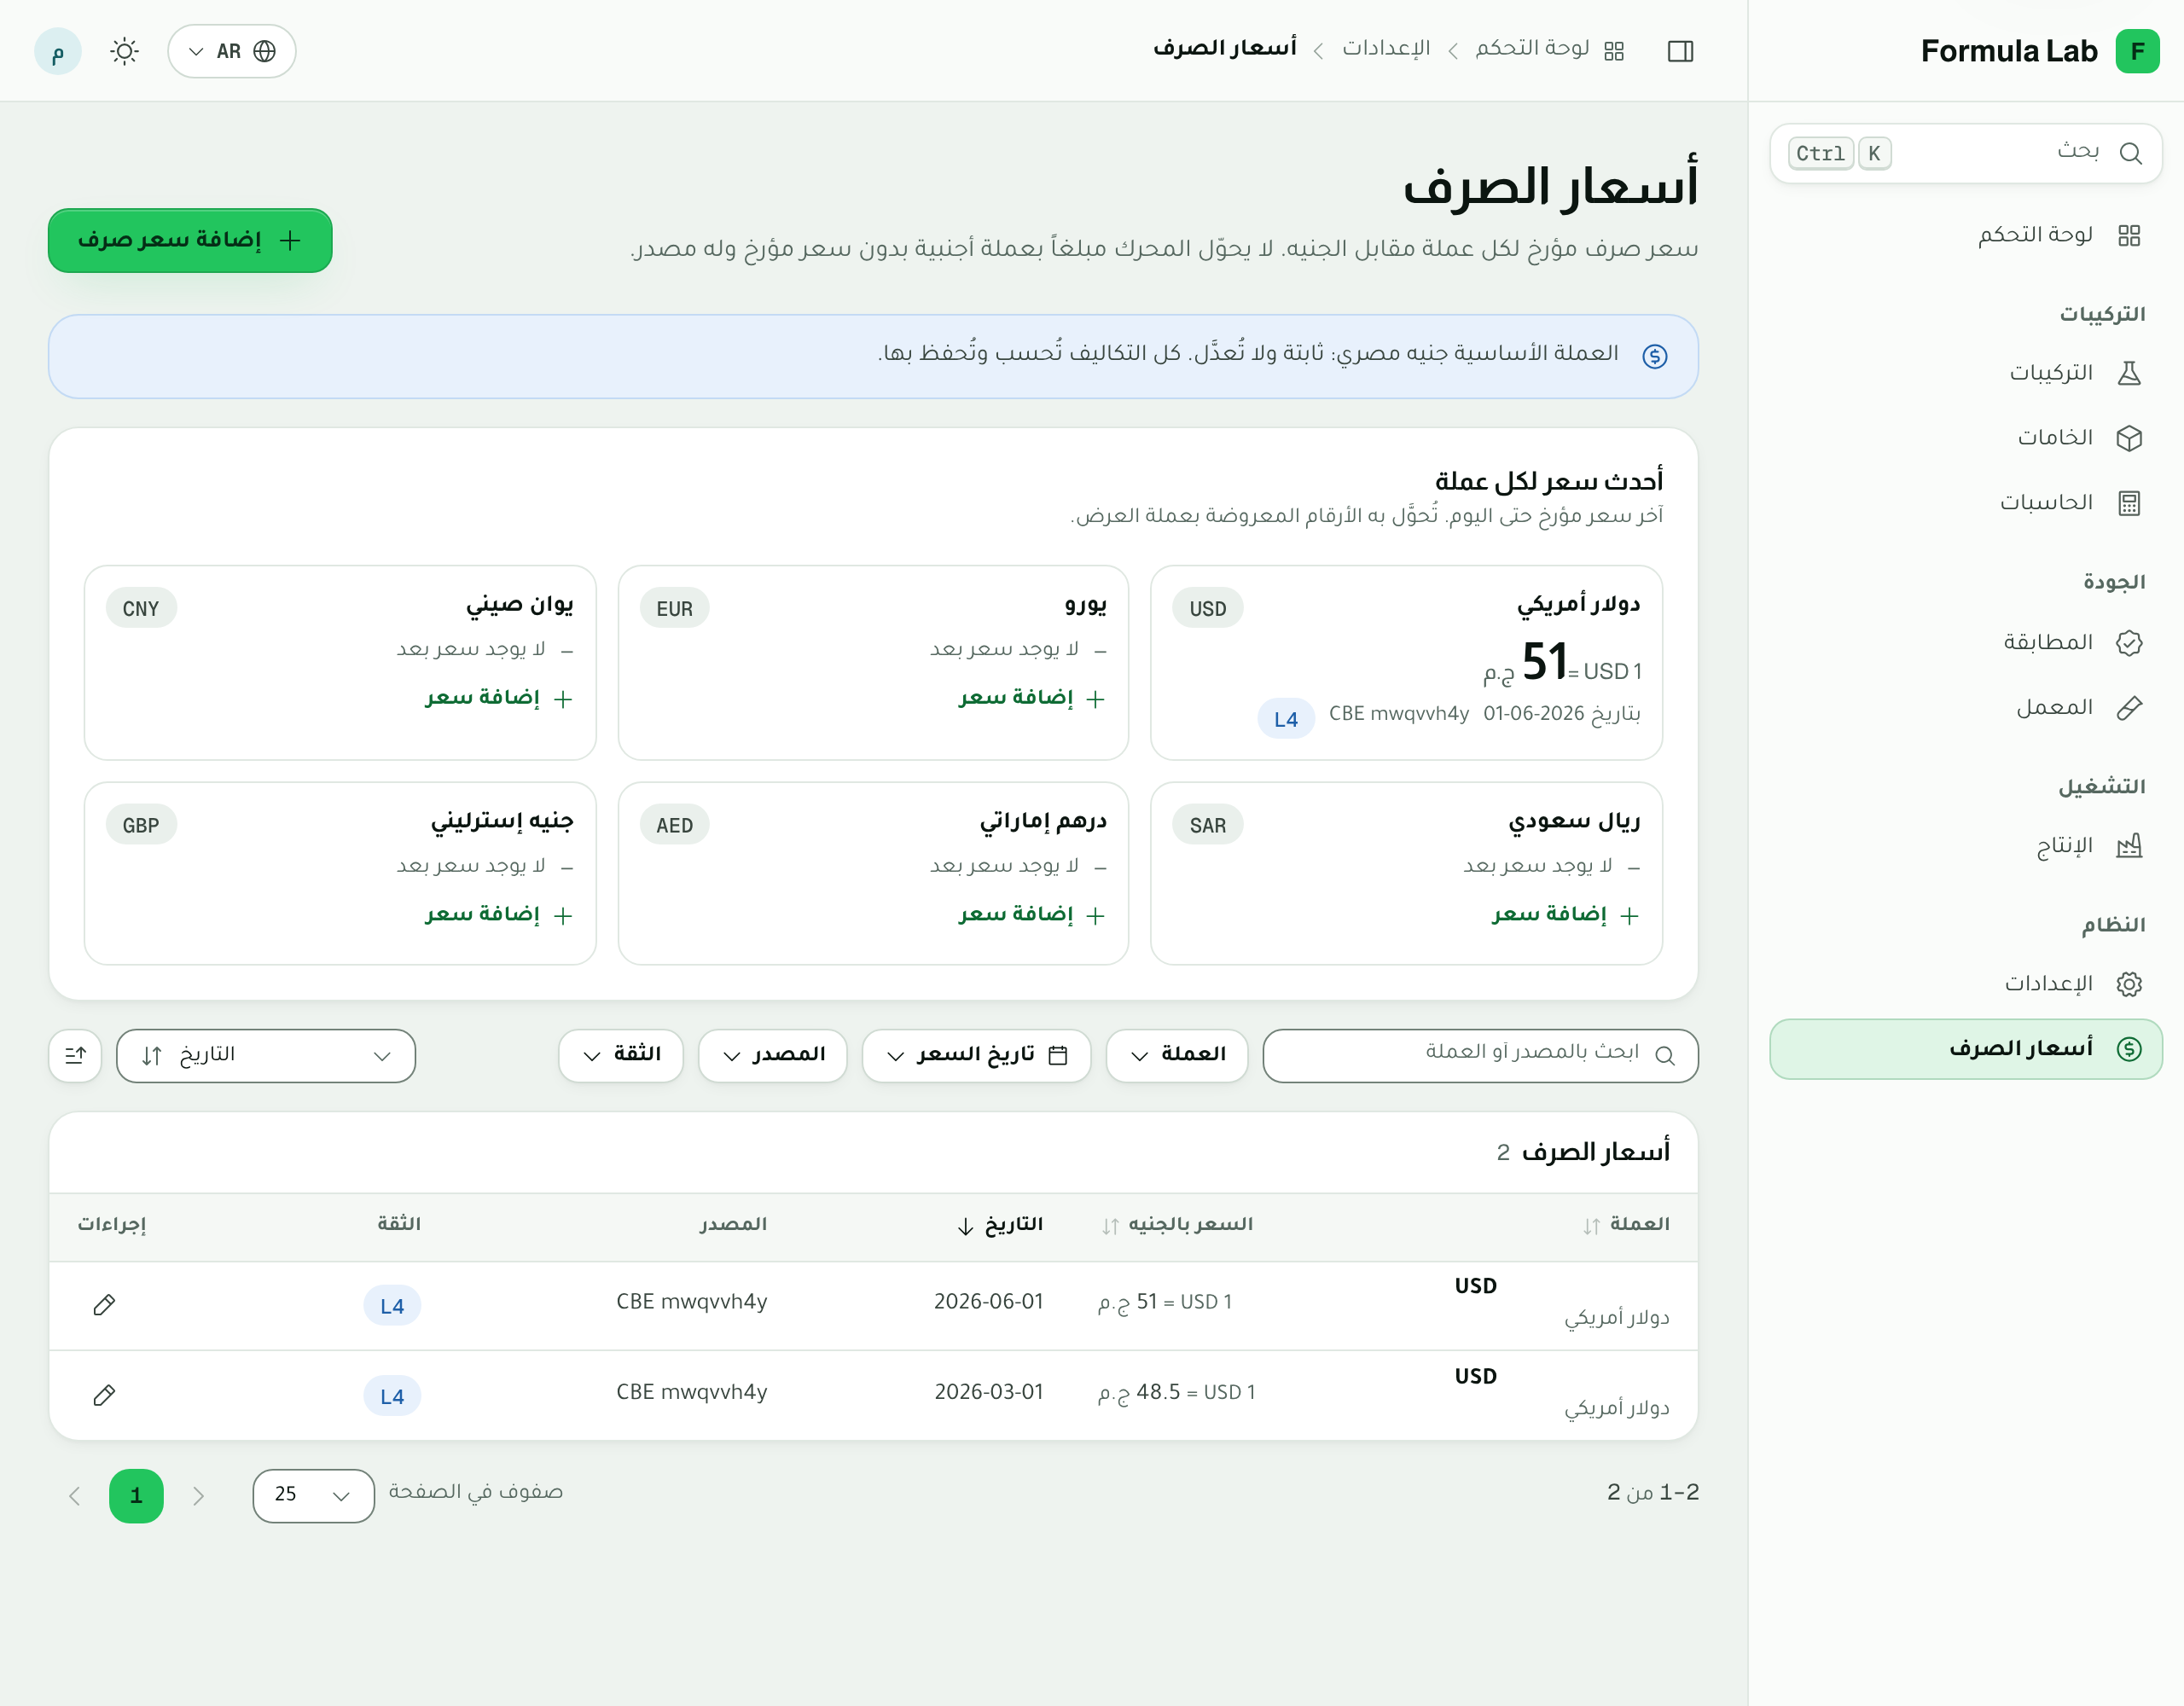 F Formula Lab
لوحة التحكم
الإعدادات
أسعار الصرف
AR
م
بحث
Ctrl K
لوحة التحكم
التركيبات
التركيبات
الخامات
الحاسبات
الجودة
المطابقة
المعمل
التشغيل
الإنتاج
النظام
الإعدادات
أسعار الصرف
أسعار الصرف
سعر صرف مؤرخ لكل عملة مقابل الجنيه. لا يحوّل المحرك مبلغاً بعملة أجنبية بدون سعر مؤرخ وله مصدر.
إضافة سعر صرف
العملة الأساسية جنيه مصري: ثابتة ولا تُعدَّل. كل التكاليف تُحسب وتُحفظ بها.
أحدث سعر لكل عملة
آخر سعر مؤرخ حتى اليوم. تُحوَّل به الأرقام المعروضة بعملة العرض.
دولار أمريكي
USD
1 USD = 51 ج.م
بتاريخ 2026-06-01 CBE mwqvvh4y L4
يورو
EUR
– لا يوجد سعر بعد
إضافة سعر
يوان صيني
CNY
– لا يوجد سعر بعد
إضافة سعر
ريال سعودي
SAR
– لا يوجد سعر بعد
إضافة سعر
درهم إماراتي
AED
– لا يوجد سعر بعد
إضافة سعر
جنيه إسترليني
GBP
– لا يوجد سعر بعد
إضافة سعر
ابحث بالمصدر أو العملة
العملة
تاريخ السعر
المصدر
الثقة
التاريخ
أسعار الصرف 2
العملة السعر بالجنيه التاريخ المصدر الثقة إجراءات
USD
دولار أمريكي
1 USD = 51 ج.م
2026-06-01
CBE mwqvvh4y
L4
USD
دولار أمريكي
1 USD = 48.5 ج.م
2026-03-01
CBE mwqvvh4y
L4
1–2 من 2
صفوف في الصفحة
25
1